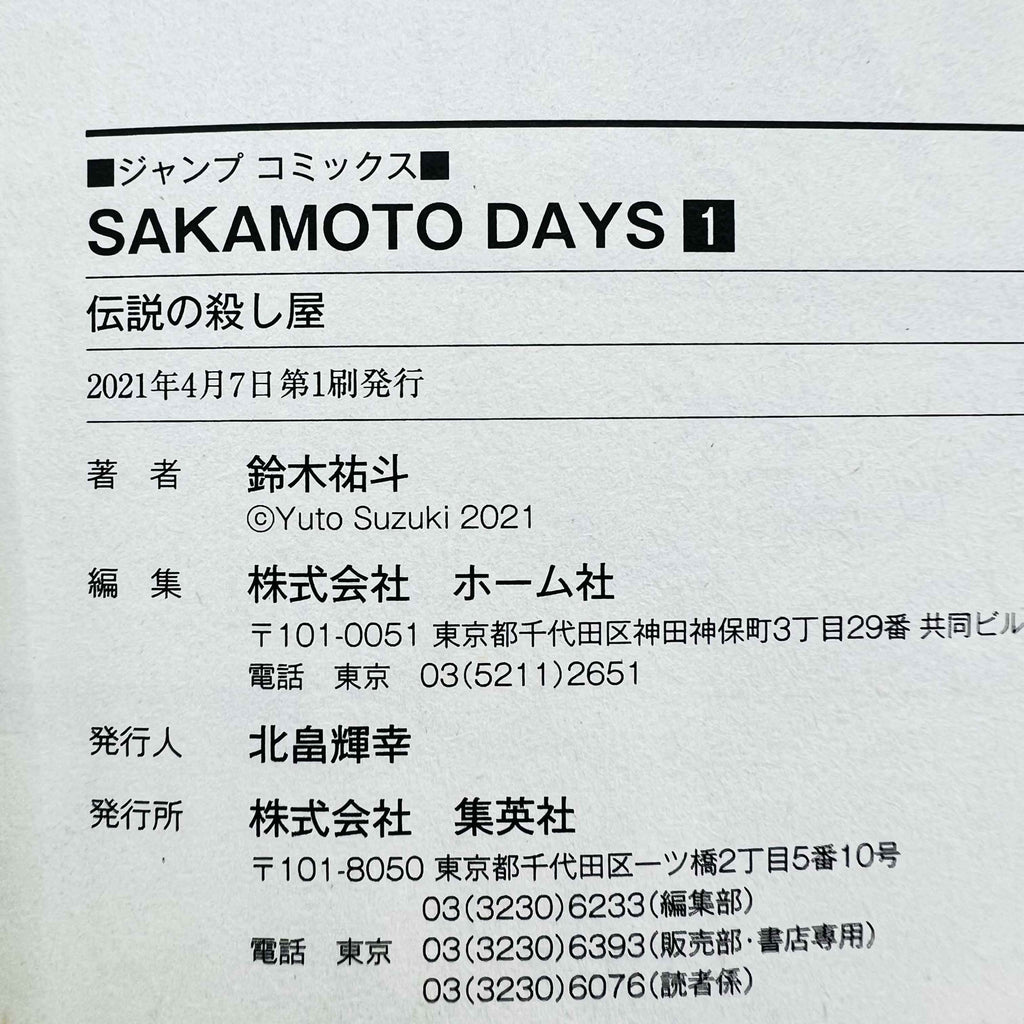 ■ジャンプ コミックス■
SAKAMOTO DAYS 1
伝説の殺し屋
2021年4月7日第1刷発行
著 者 鈴木祐斗
©Yuto Suzuki 2021
編 集 株式会社 ホーム社
〒101-0051 東京都千代田区神田神保町3丁目29番 共同ビル
電話 東京 03(5211)2651
発行人 北畠輝幸
発行所 株式会社 集英社
〒101-8050 東京都千代田区一ツ橋2丁目5番10号
03(3230)6233(編集部)
電話 東京 03(3230)6393(販売部·書店専用)
03(3230)6076(読者係)